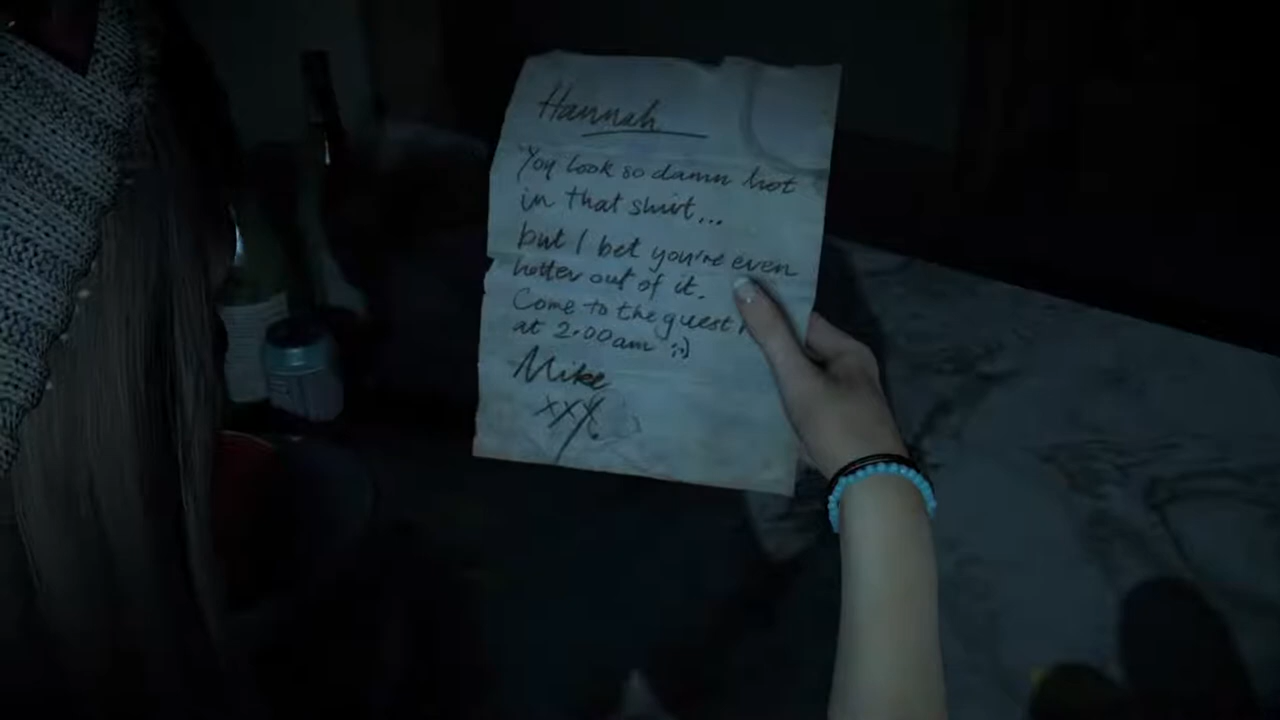 Hannah
You look so damn hot
in that shirt...
but I bet you're even
hotter out of it.
Come to the guest
at 2.00am ;)
Mike
xxx